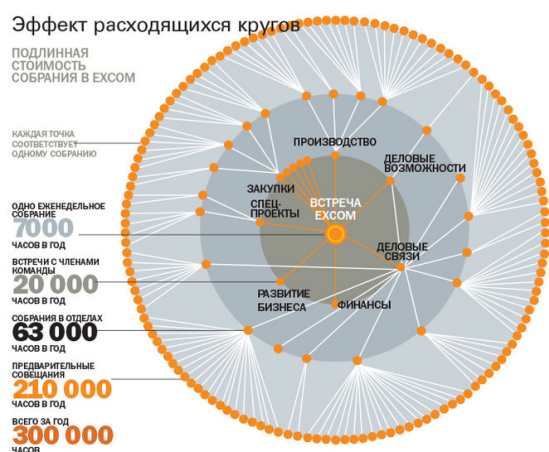 Эффект расходящихся кругов
ПОДЛИННАЯ
СТОИМОСТЬ
СОБРАНИЯ В EXCOM
КАЖДАЯ ТОЧКА
СООТВЕТСТВУЕТ
ОДНОМУ СОБРАНИЮ
ОДНО ЕЖЕНЕДЕЛЬНОЕ
СОБРАНИЕ
7000
ЧАСОВ В ГОД
ВСТРЕЧИ С ЧЛЕНАМИ
КОМАНДЫ
20 000
ЧАСОВ В ГОД
СОБРАНИЯ В ОТДЕЛАХ
63 000
ЧАСОВ В ГОД
ПРЕДВАРИТЕЛЬНЫЕ
СОВЕЩАНИЯ
210 000
ЧАСОВ В ГОД
ВСЕГО ЗА ГОД
300 000
ЧАСОВ
ПРОИЗВОДСТВО
ДЕЛОВЫЕ
ВОЗМОЖНОСТИ
ЗАКУПКИ
ВСТРЕЧА
EXCOM
СПЕЦ-
ПРОЕКТЫ
ДЕЛОВЫЕ
СВЯЗИ
РАЗВИТИЕ
БИЗНЕСА
ФИНАНСЫ